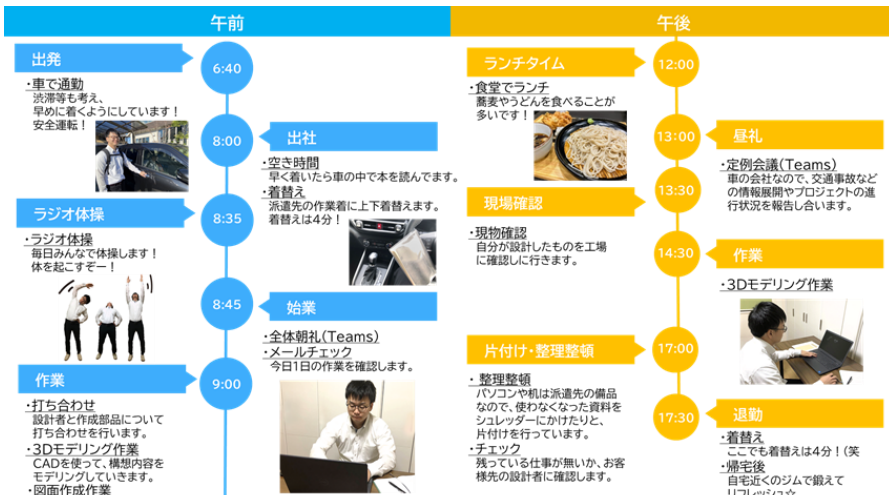 午前
出発
6:40
・車で通勤
渋滞等も考え、
早めに着くようにしています！
安全運転！
8:00
出社
・空き時間
早く着いたら車の中で本を読んでます。
・着替え
派遣先の作業着に上下着替えます。
着替えは4分！
ラジオ体操
8:35
・ラジオ体操
毎日みんなで体操します！
体を起こすぞー！
8:45
始業
・全体朝礼(Teams)
・メールチェック
今日1日の作業を確認します。
作業
9:00
・打ち合わせ
設計者と作成部品について
打ち合わせを行います。
・3Dモデリング作業
CADを使って、構想内容を
モデリングしていきます。
・図面作成作業
午後
ランチタイム
12:00
・食堂でランチ
蕎麦やうどんを食べることが
多いです！
13:00
昼礼
・定例会議(Teams)
車の会社なので、交通事故など
の情報展開やプロジェクトの進
行状況を報告し合います。
現場確認
13:30
・現物確認
自分が設計したものを工場
に確認しに行きます。
14:30
作業
・3Dモデリング作業
片付け・整理整頓
17:00
・整理整頓
パソコンや机は派遣先の備品
なので、使わなくなった資料を
シュレッダーにかけたりと、
片付けを行っています。
・チェック
残っている仕事が無いか、お客
様先の設計者に確認します。
17:30
退勤
・着替え
ここでも着替えは4分！(笑
・帰宅後
自宅近くのジムで鍛えて
リフレッシュ☆